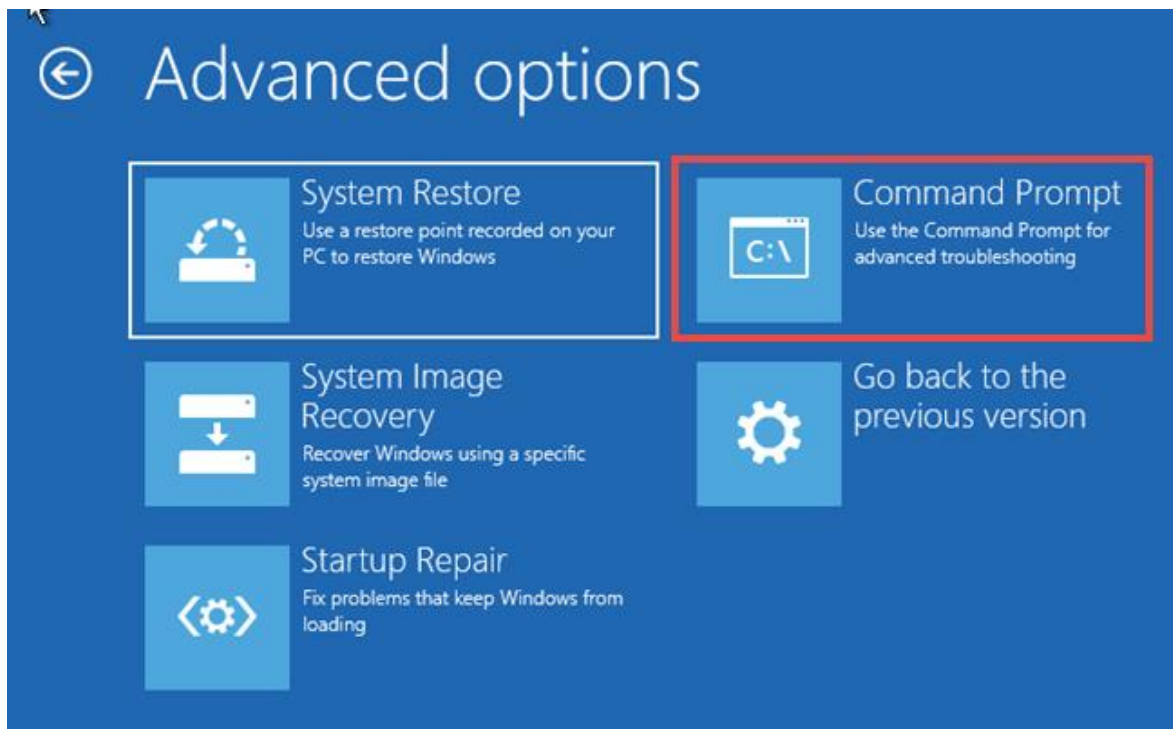 Advanced options
System Restore
Use a restore point recorded on your
PC to restore Windows
Command Prompt
Use the Command Prompt for
advanced troubleshooting
C:\
System Image
Recovery
Recover Windows using a specific
system image file
Go back to the
previous version
Startup Repair
Fix problems that keep Windows from
loading